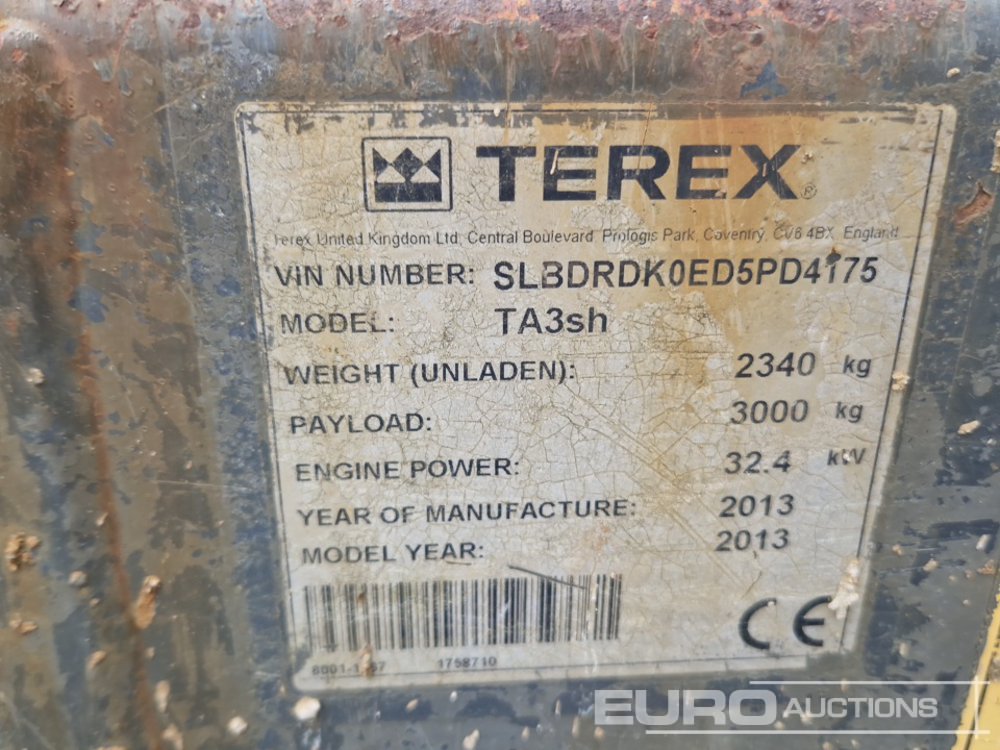 TEREX®
Terex United Kingdom Ltd, Central Boulevard, Prologis Park, Coventry, CV6 4BX, England
VIN NUMBER: SLBDRDK0ED5PD4175
MODEL: TA3sh
WEIGHT (UNLADEN): 2340 kg
PAYLOAD: 3000 kg
ENGINE POWER: 32.4 kW
YEAR OF MANUFACTURE: 2013
MODEL YEAR: 2013
CE
1758710
EURO AUCTIONS